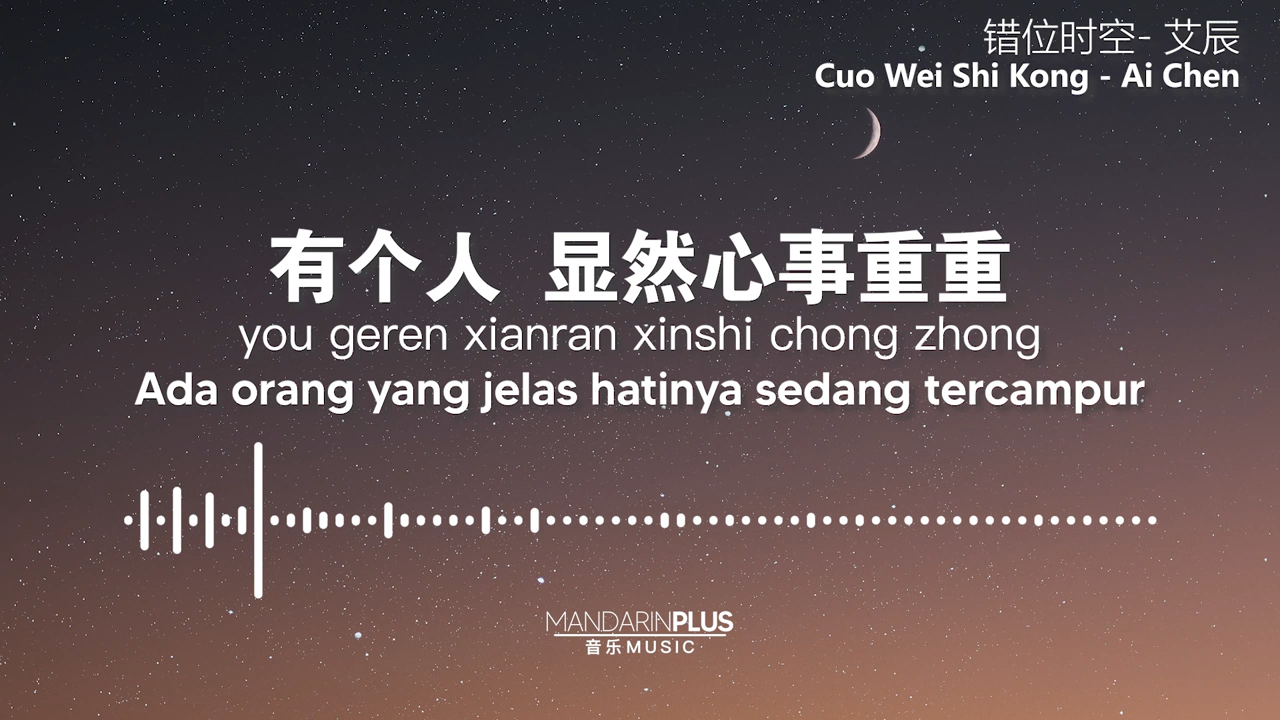 错位时空- 艾辰
Cuo Wei Shi Kong - Ai Chen
有个人 显然心事重重
you geren xianran xinshi chong zhong
Ada orang yang jelas hatinya sedang tercampur
MANDARINPLUS
音乐MUSIC